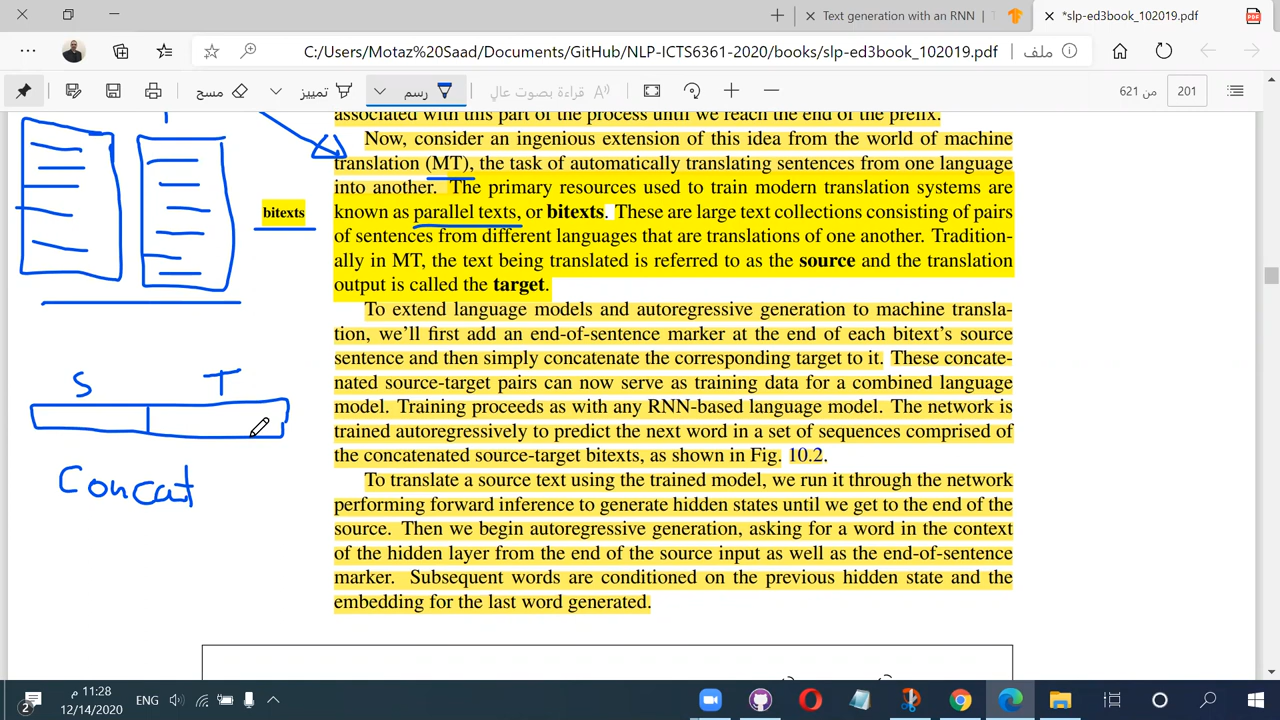 Text generation with an RNN
*slp-ed3book_102019.pdf
C:/Users/Motaz%20Saad/Documents/GitHub/NLP-ICTS6361-2020/books/slp-ed3book_102019.pdf
ملف
مسح
رسم
تمييز
قراءة بصوت عالٍ
201
من 621
associated with this part of the process until we reach the end of the prefix.
Now, consider an ingenious extension of this idea from the world of machine
translation (MT), the task of automatically translating sentences from one language
into another. The primary resources used to train modern translation systems are
bitexts
known as parallel texts, or bitexts. These are large text collections consisting of pairs
of sentences from different languages that are translations of one another. Tradition-
ally in MT, the text being translated is referred to as the source and the translation
output is called the target.
To extend language models and autoregressive generation to machine transla-
tion, we'll first add an end-of-sentence marker at the end of each bitext's source
sentence and then simply concatenate the corresponding target to it. These concate-
nated source-target pairs can now serve as training data for a combined language
model. Training proceeds as with any RNN-based language model. The network is
trained autoregressively to predict the next word in a set of sequences comprised of
the concatenated source-target bitexts, as shown in Fig. 10.2.
To translate a source text using the trained model, we run it through the network
performing forward inference to generate hidden states until we get to the end of the
source. Then we begin autoregressive generation, asking for a word in the context
of the hidden layer from the end of the source input as well as the end-of-sentence
marker. Subsequent words are conditioned on the previous hidden state and the
embedding for the last word generated.
S T
Concat
2
ENG
11:28 م
12/14/2020